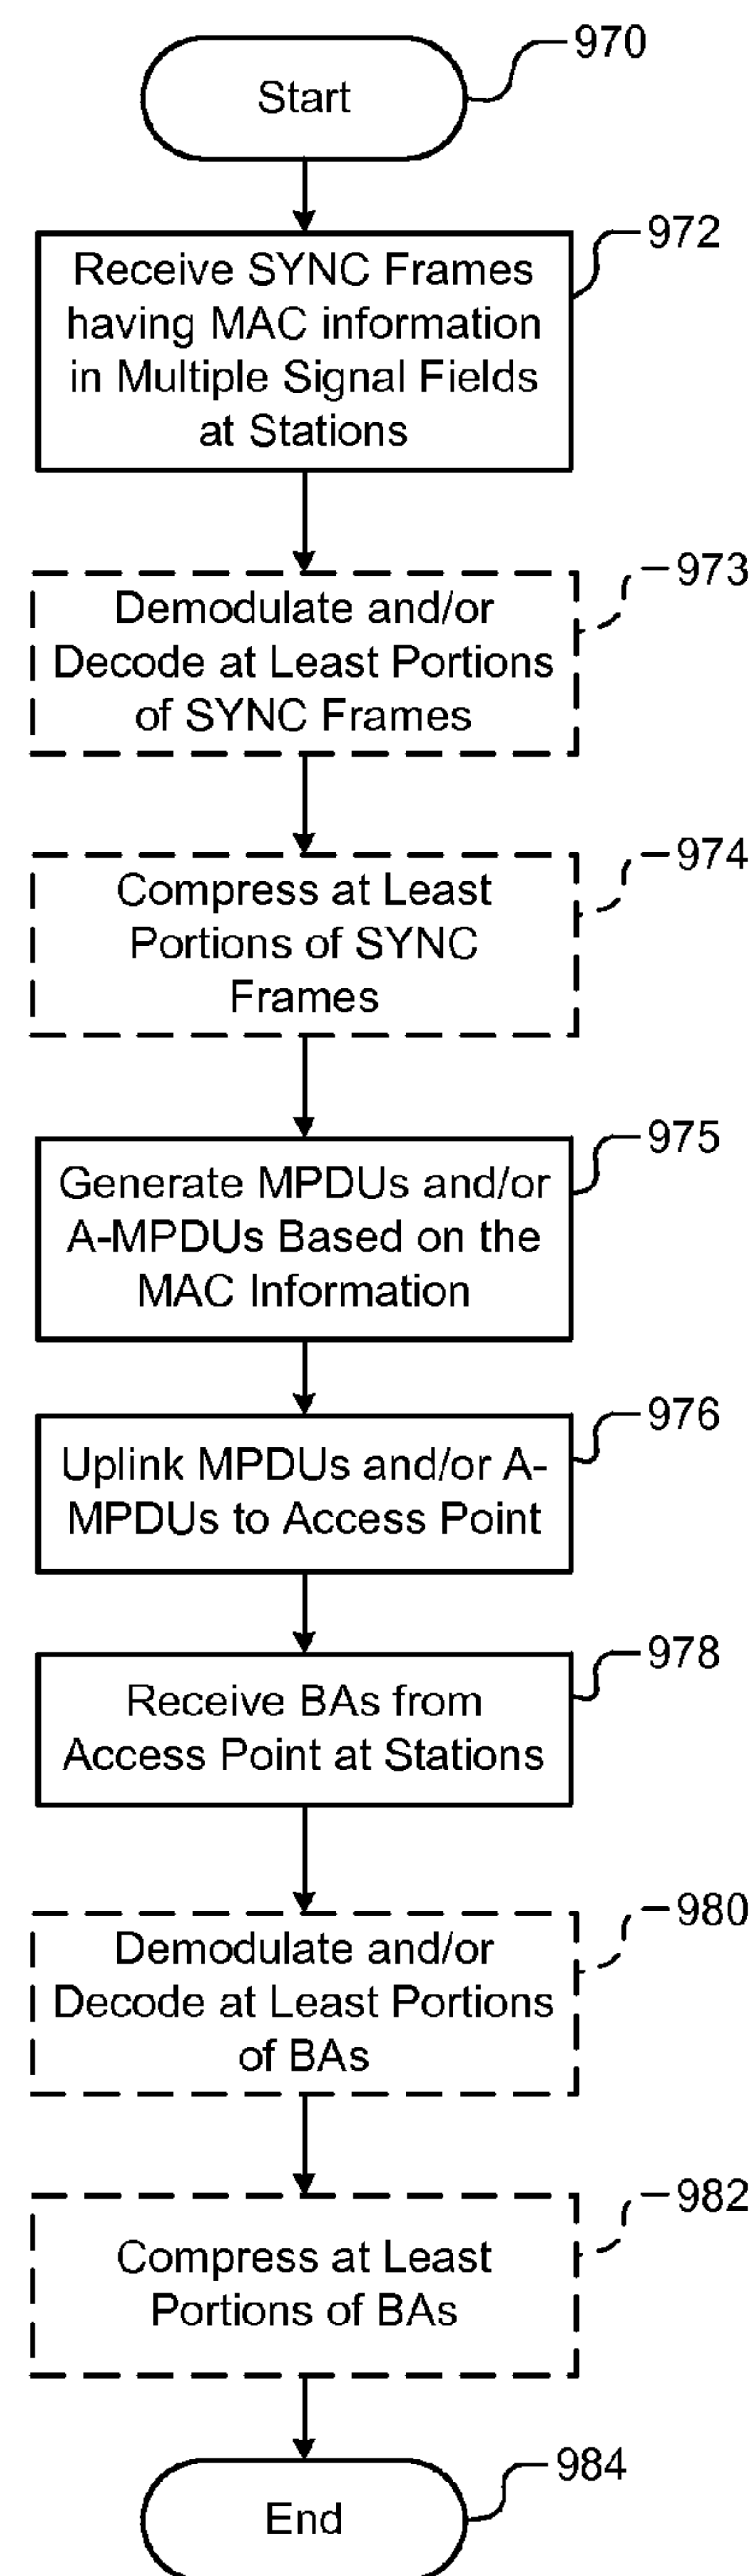 970
Start
972
Receive SYNC Frames
having MAC information
in Multiple Signal Fields
at Stations
973
Demodulate and/or
Decode at Least Portions
of SYNC Frames
974
Compress at Least
Portions of SYNC
Frames
975
Generate MPDUs and/or
A-MPDUs Based on the
MAC Information
976
Uplink MPDUs and/or A-
MPDUs to Access Point
978
Receive BAs from
Access Point at Stations
980
Demodulate and/or
Decode at Least Portions
of BAs
982
Compress at Least
Portions of BAs
984
End